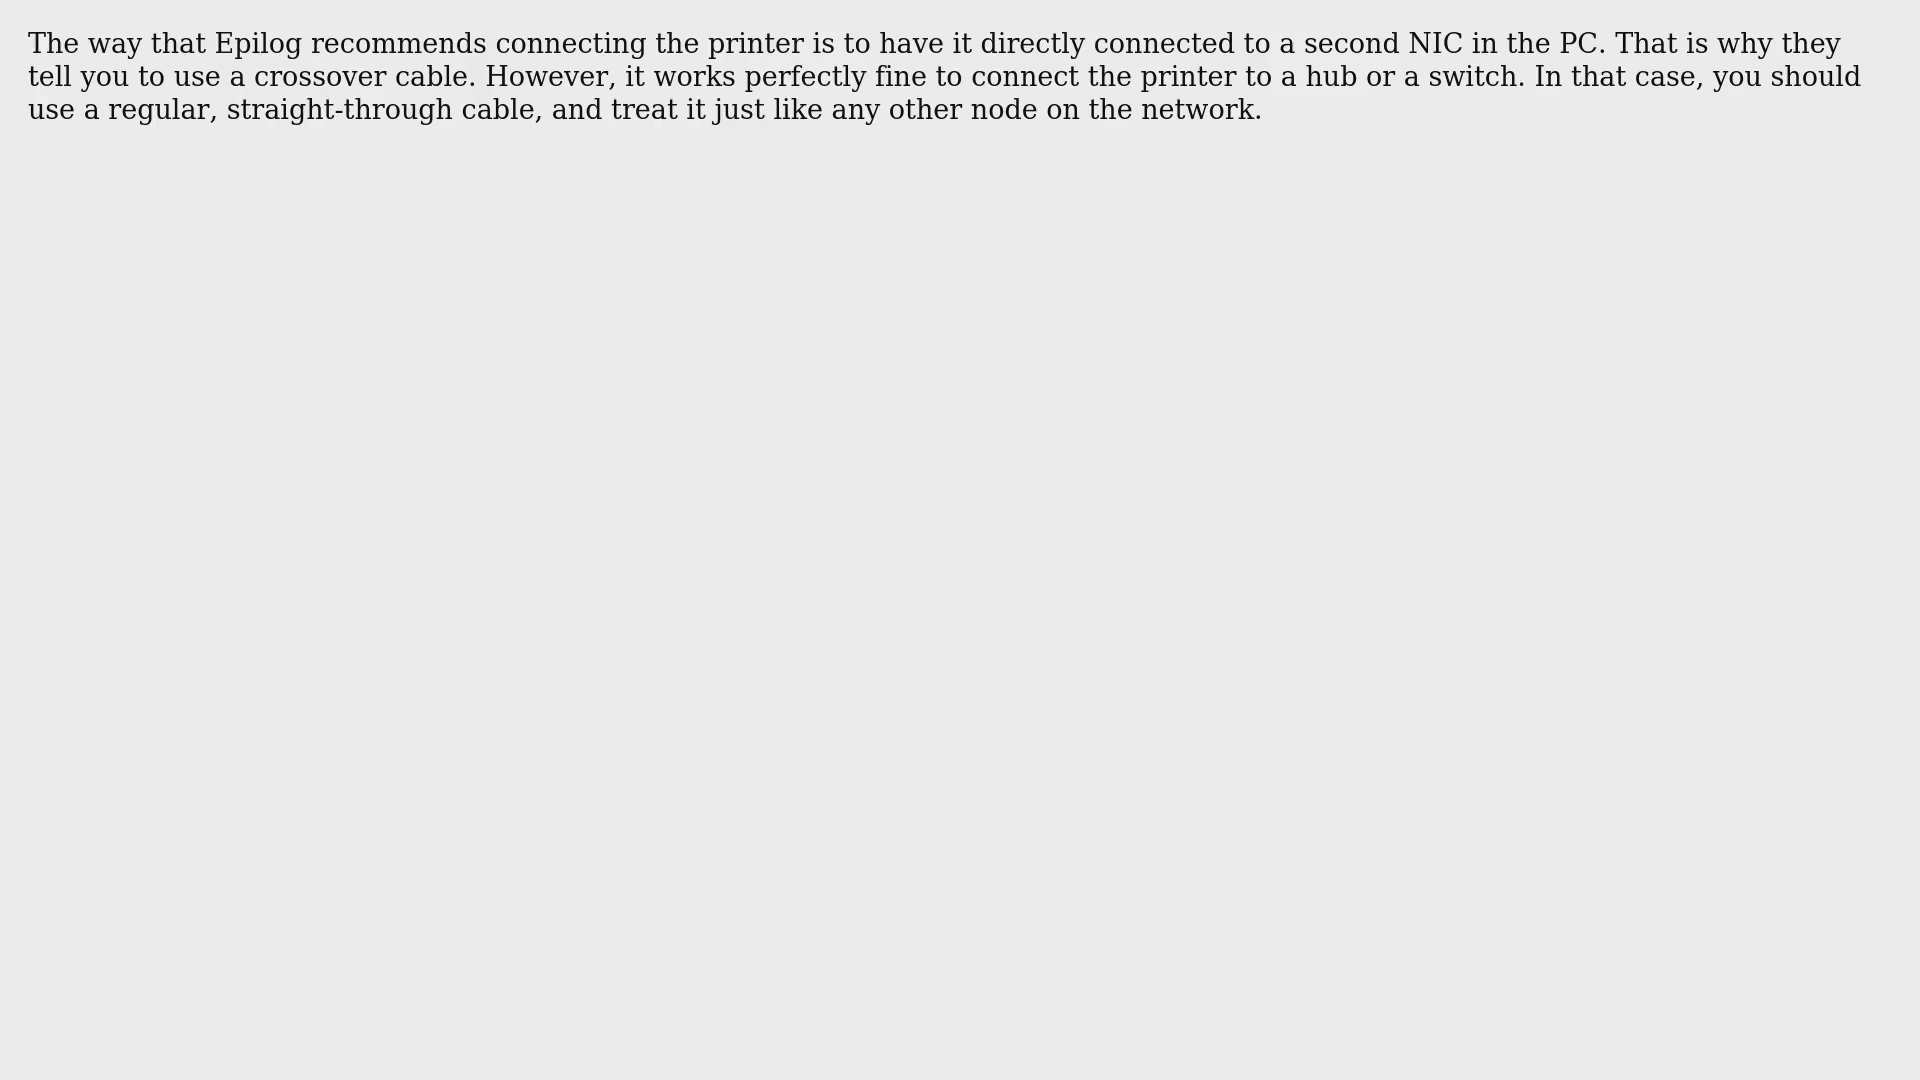 The way that Epilog recommends connecting the printer is to have it directly connected to a second NIC in the PC. That is why they
tell you to use a crossover cable. However, it works perfectly fine to connect the printer to a hub or a switch. In that case, you should
use a regular, straight-through cable, and treat it just like any other node on the network.